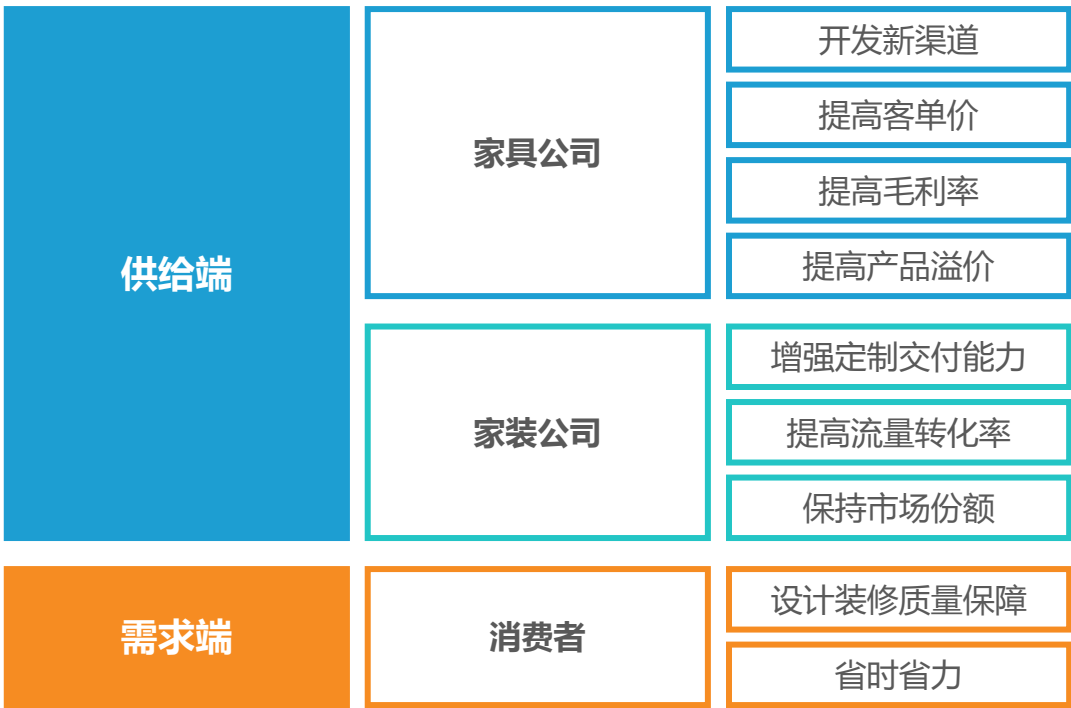 供给端
家具公司
开发新渠道
提高客单价
提高毛利率
提高产品溢价
家装公司
增强定制交付能力
提高流量转化率
保持市场份额
需求端
消费者
设计装修质量保障
省时省力